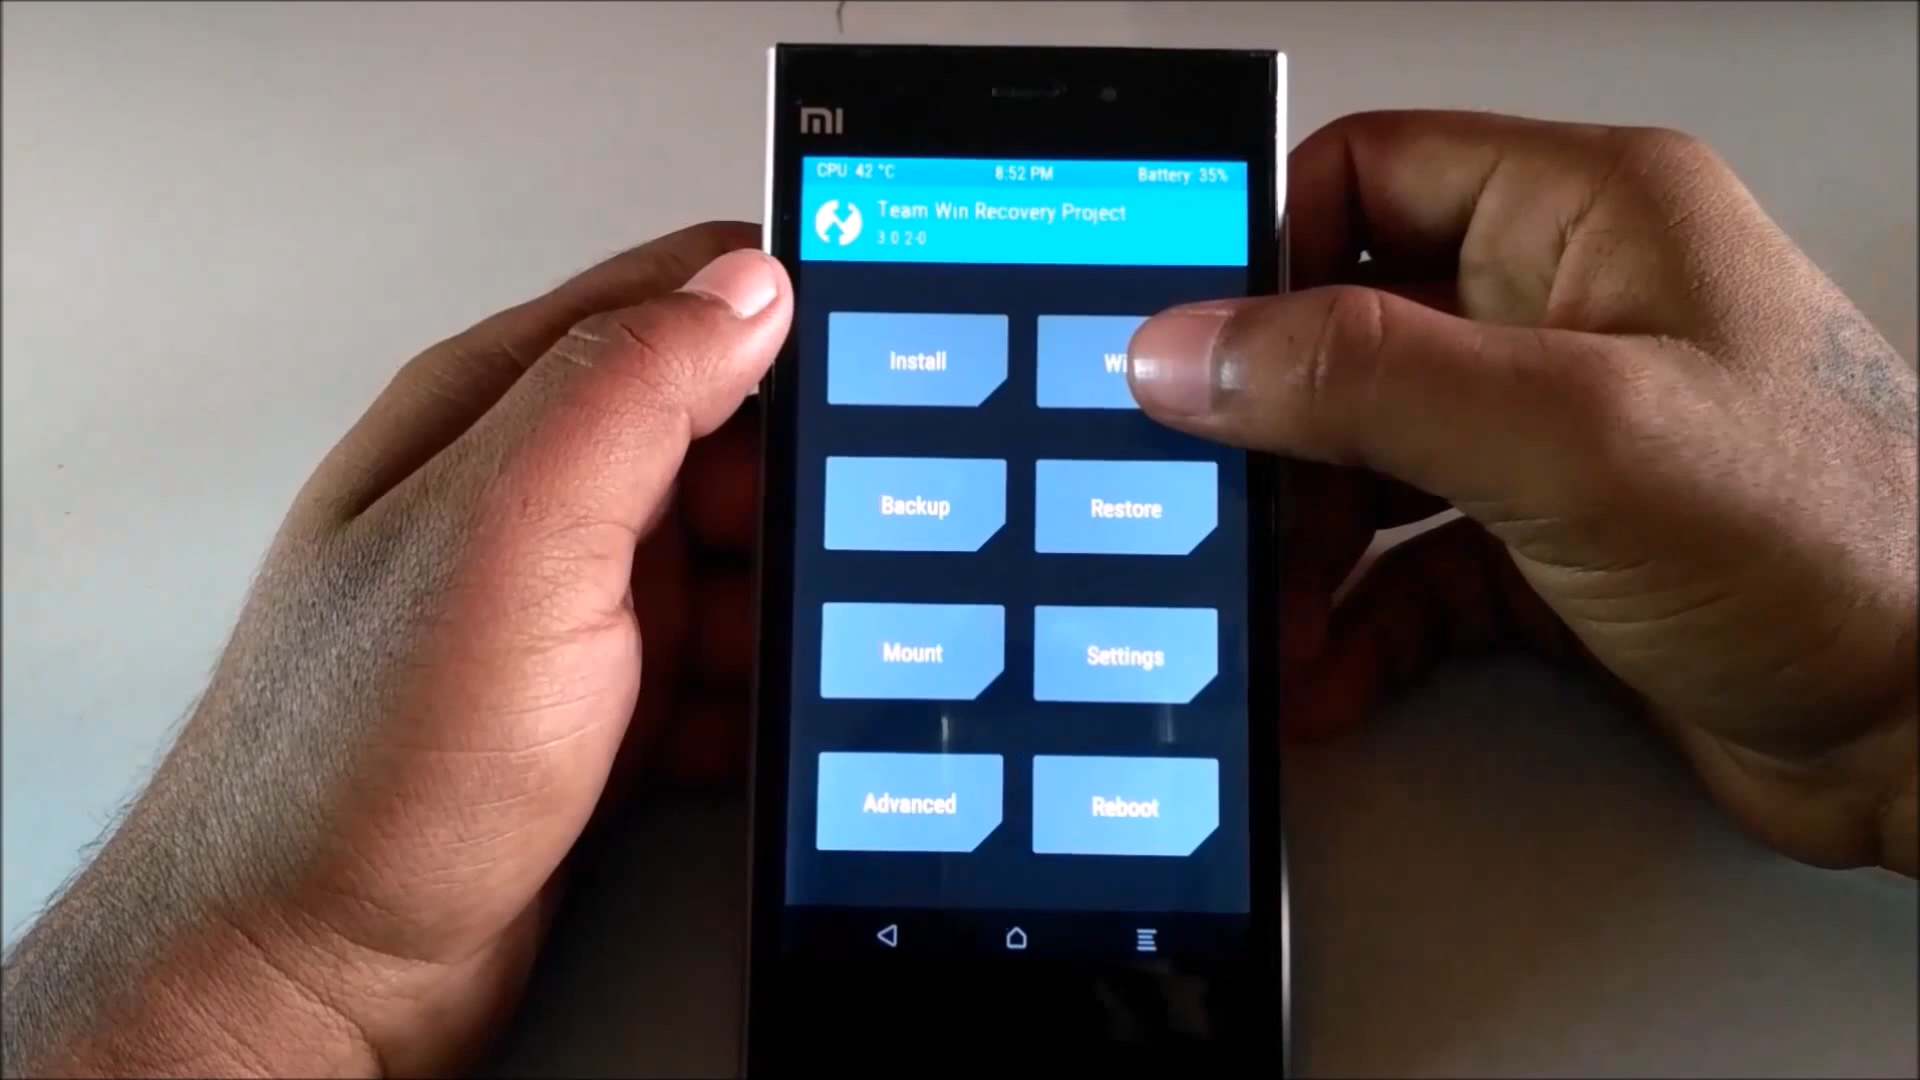 MI
CPU: 42 °C 8:52 PM Battery: 35%
Team Win Recovery Project
3.0.2-0
Install Wi
Backup Restore
Mount Settings
Advanced Reboot